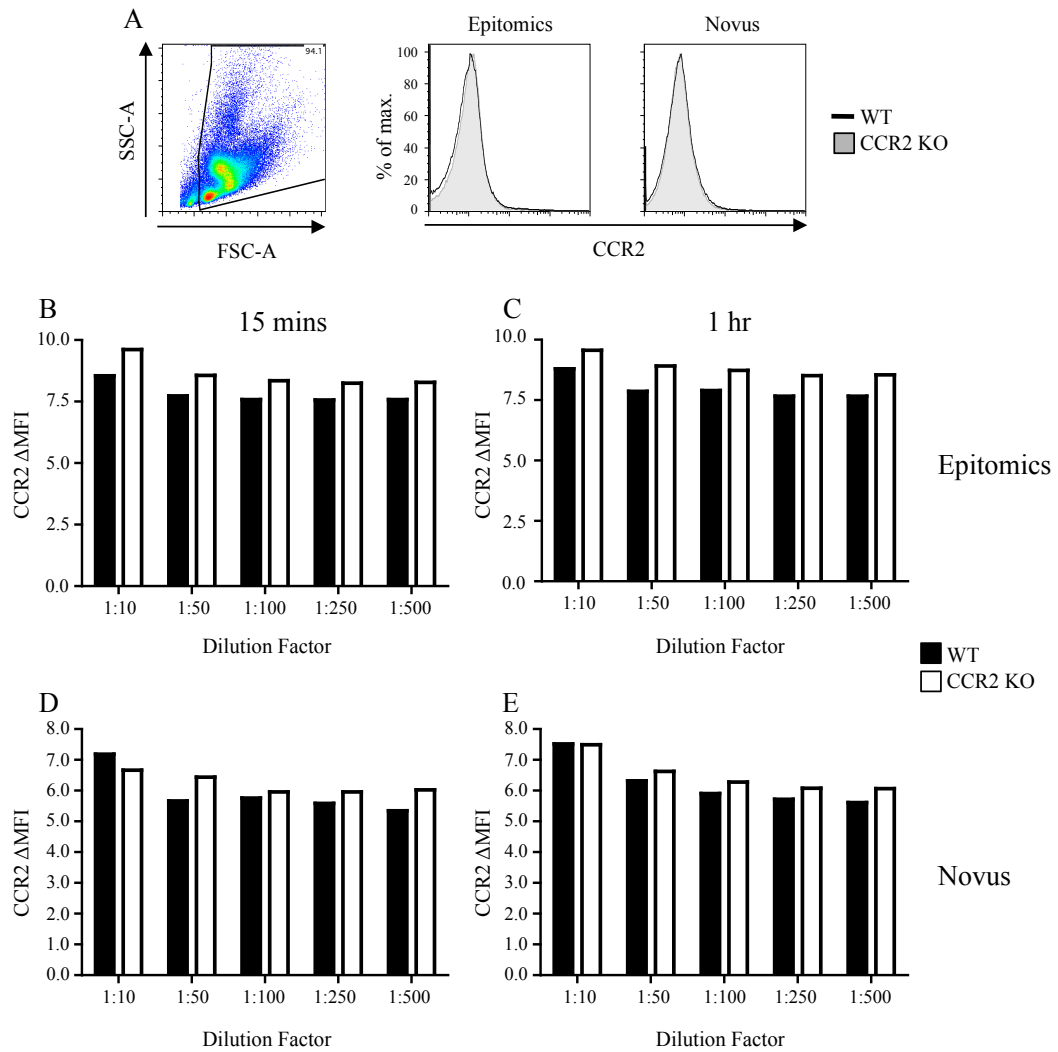 A
Epitomics
Novus
94.1
SSC-A
FSC-A
% of max.
100
80
60
40
20
0
CCR2
WT
CCR2 KO
B
15 mins
CCR2 ΔMFI
10.0
7.5
5.0
2.5
0.0
1:10 1:50 1:100 1:250 1:500
Dilution Factor
C
1 hr
CCR2 ΔMFI
10.0
7.5
5.0
2.5
0.0
1:10 1:50 1:100 1:250 1:500
Dilution Factor
Epitomics
WT
CCR2 KO
D
CCR2 ΔMFI
8.0
7.0
6.0
5.0
4.0
3.0
2.0
1.0
0.0
1:10 1:50 1:100 1:250 1:500
Dilution Factor
E
CCR2 ΔMFI
8.0
7.0
6.0
5.0
4.0
3.0
2.0
1.0
0.0
1:10 1:50 1:100 1:250 1:500
Dilution Factor
Novus